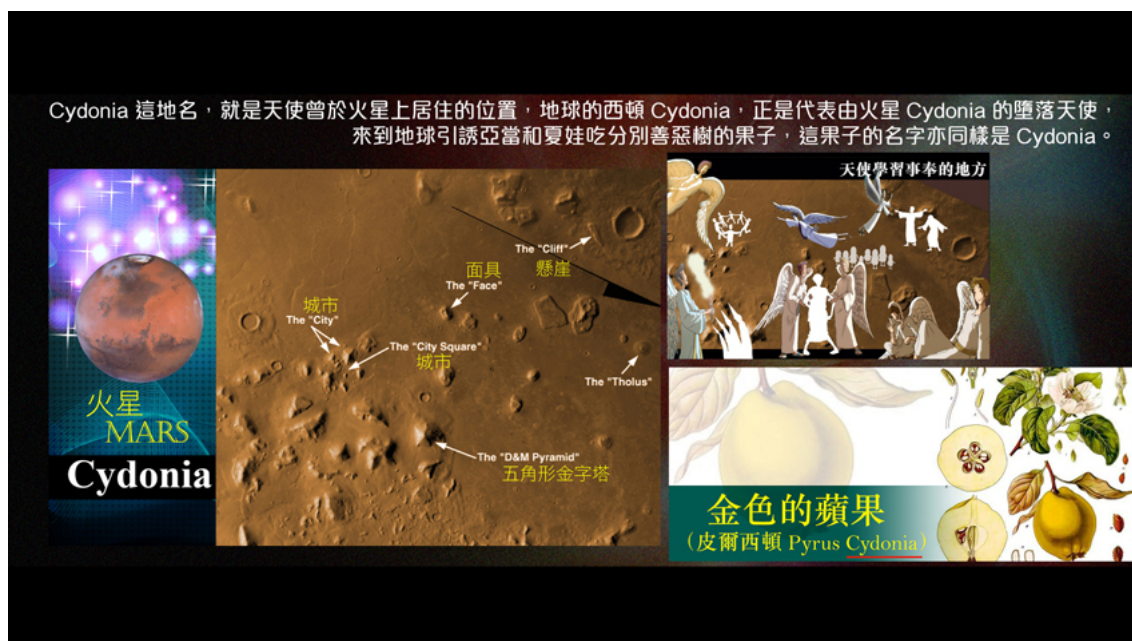 Cydonia 這地名，就是天使曾於火星上居住的位置，地球的西頓 Cydonia，正是代表由火星 Cydonia 的墮落天使，
來到地球引誘亞當和夏娃吃分別善惡樹的果子，這果子的名字亦同樣是 Cydonia。
火星
MARS
Cydonia
The "Cliff"
懸崖
面具
The "Face"
城市
The "City"
The "City Square"
城市
The "Tholus"
The "D&M Pyramid"
五角形金字塔
天使學習事奉的地方
金色的蘋果
（皮爾西頓 Pyrus Cydonia）